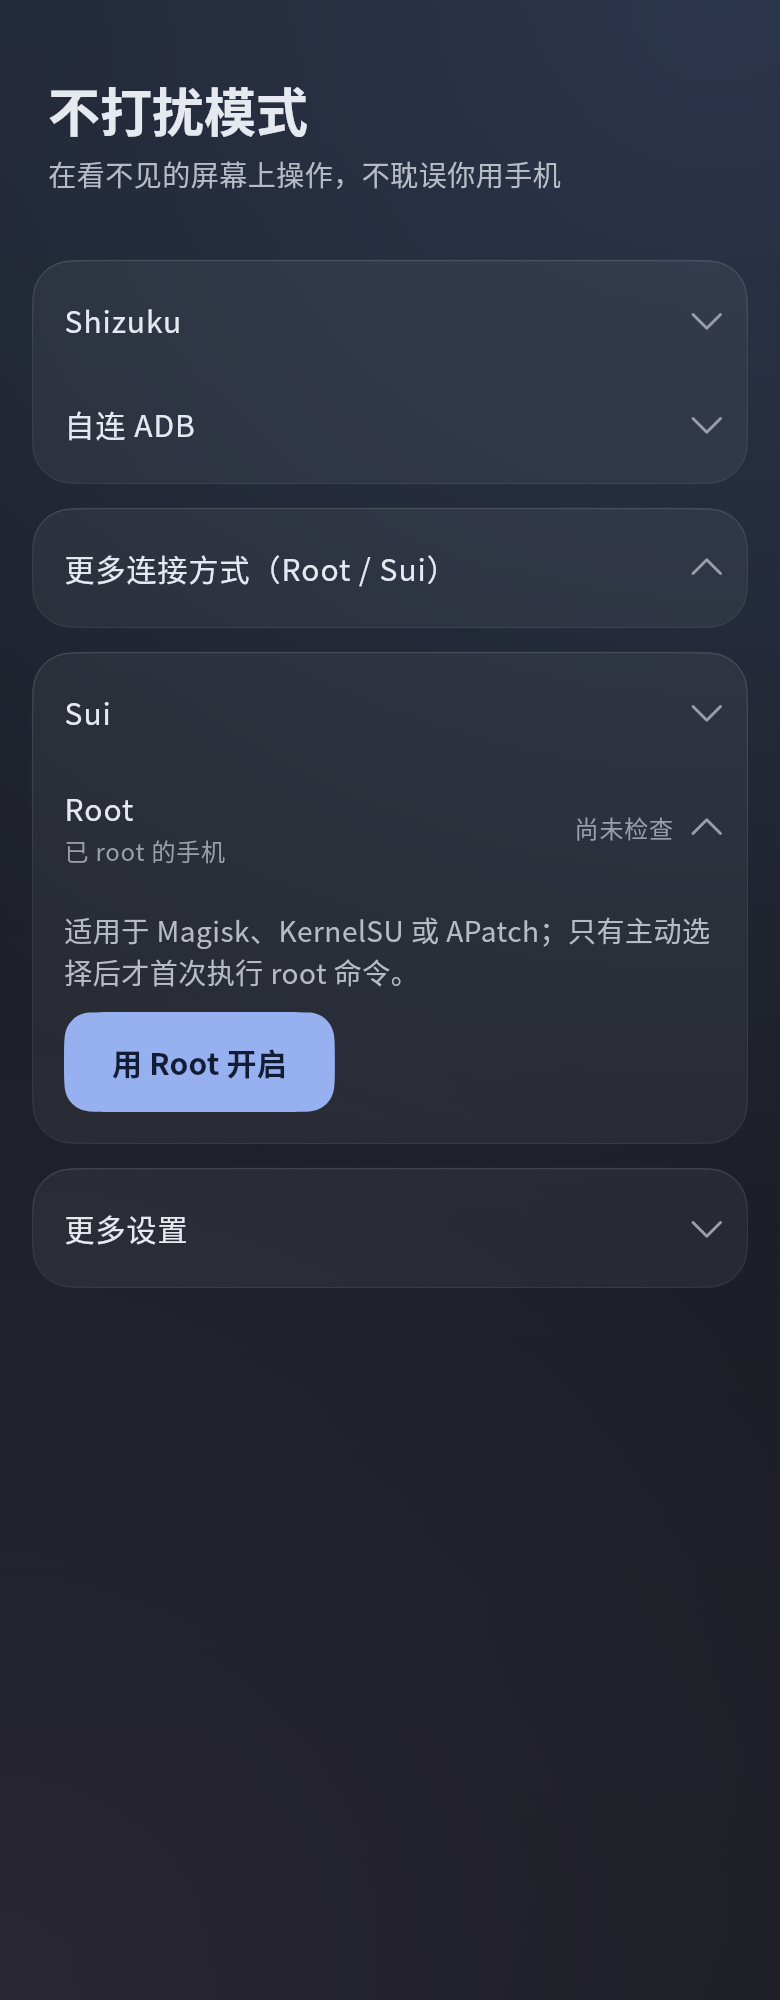 不打扰模式
在看不见的屏幕上操作，不耽误你用手机
Shizuku
自连 ADB
更多连接方式（Root / Sui）
Sui
Root
已 root 的手机
尚未检查
适用于 Magisk、KernelSU 或 APatch；只有主动选
择后才首次执行 root 命令。
用 Root 开启
更多设置